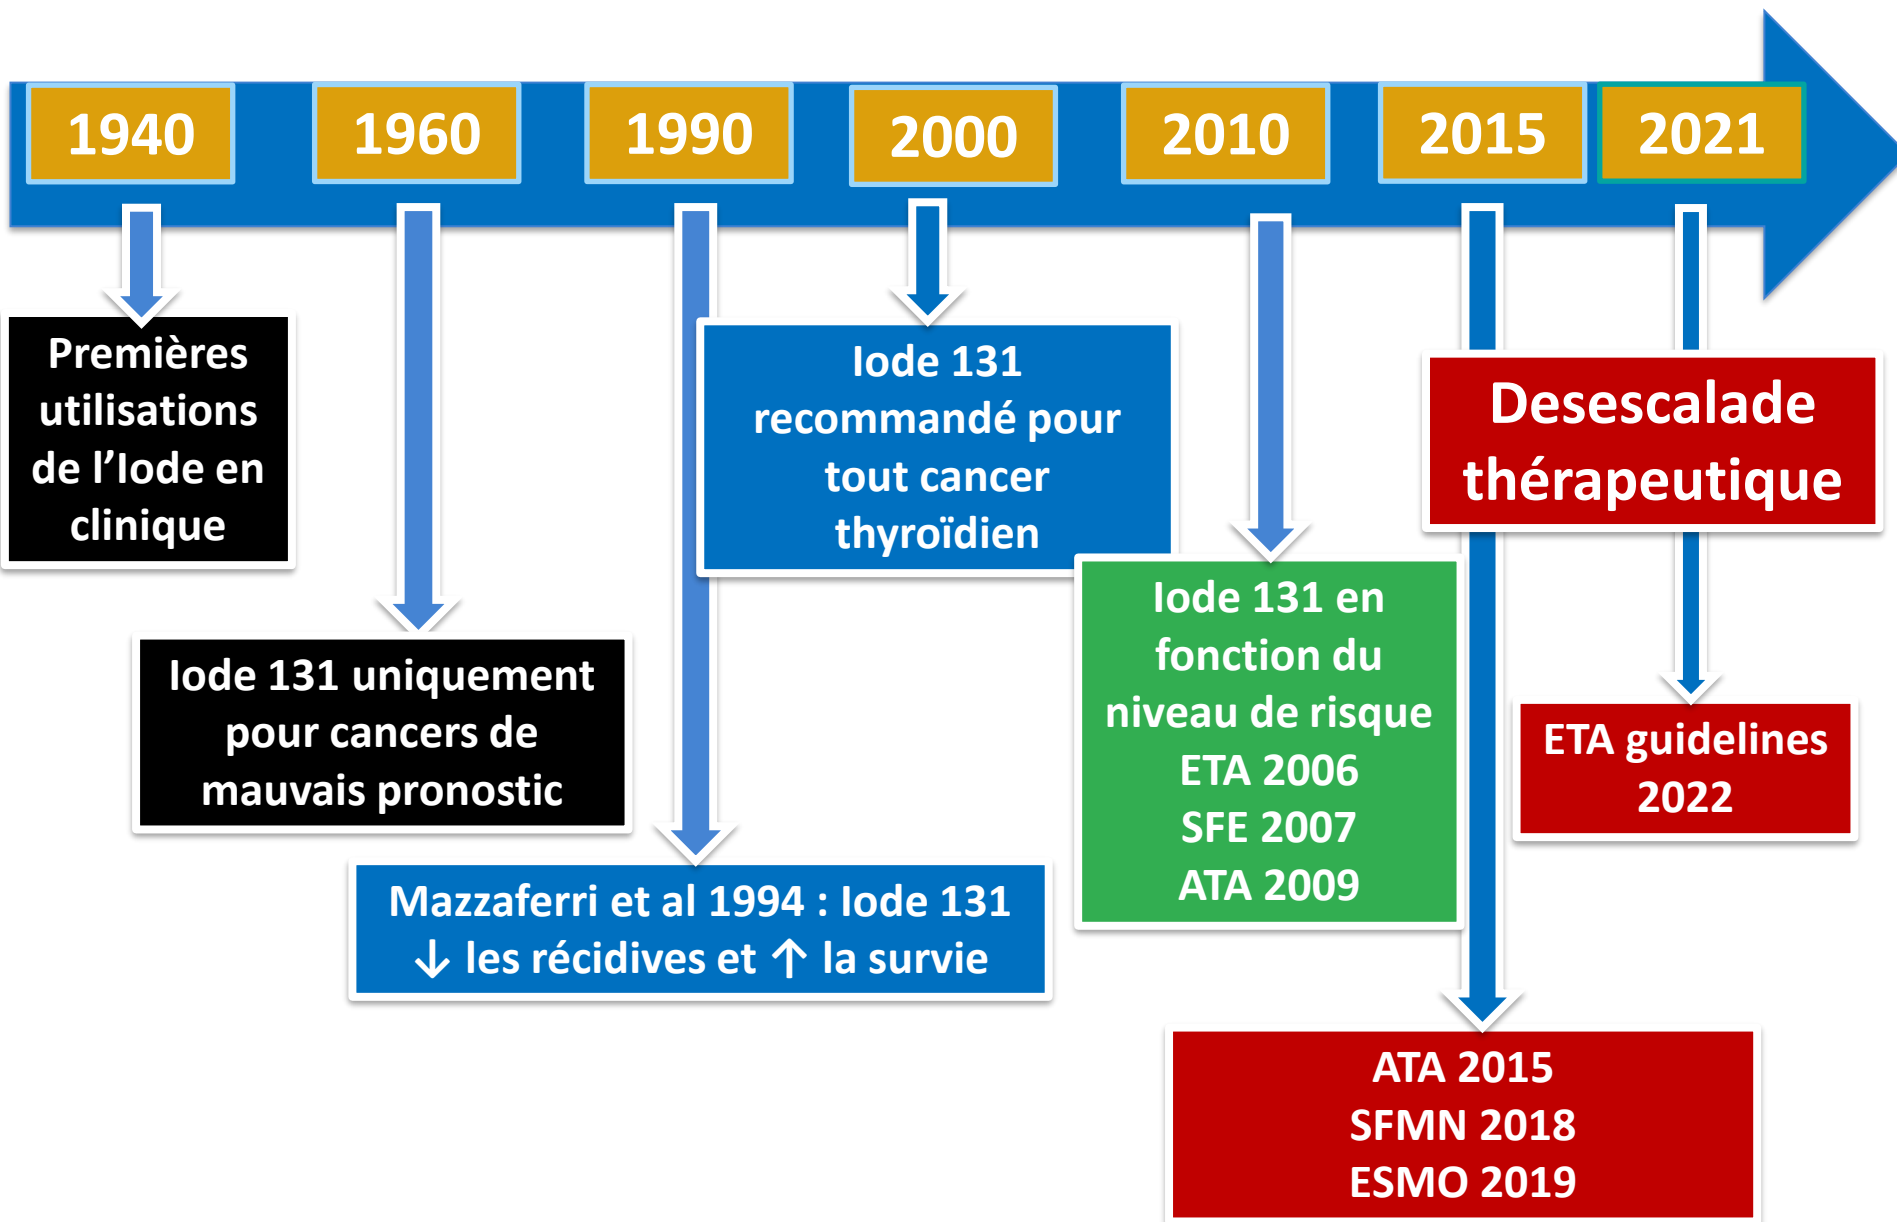 1940
1960
1990
2000
2010
2015
2021
Premières
utilisations
de l'Iode en
clinique
Iode 131 uniquement
pour cancers de
mauvais pronostic
Mazzaferri et al 1994 : Iode 131
↓ les récidives et ↑ la survie
Iode 131
recommandé pour
tout cancer
thyroïdien
Iode 131 en
fonction du
niveau de risque
ETA 2006
SFE 2007
ATA 2009
Desescalade
thérapeutique
ATA 2015
SFMN 2018
ESMO 2019
ETA guidelines
2022